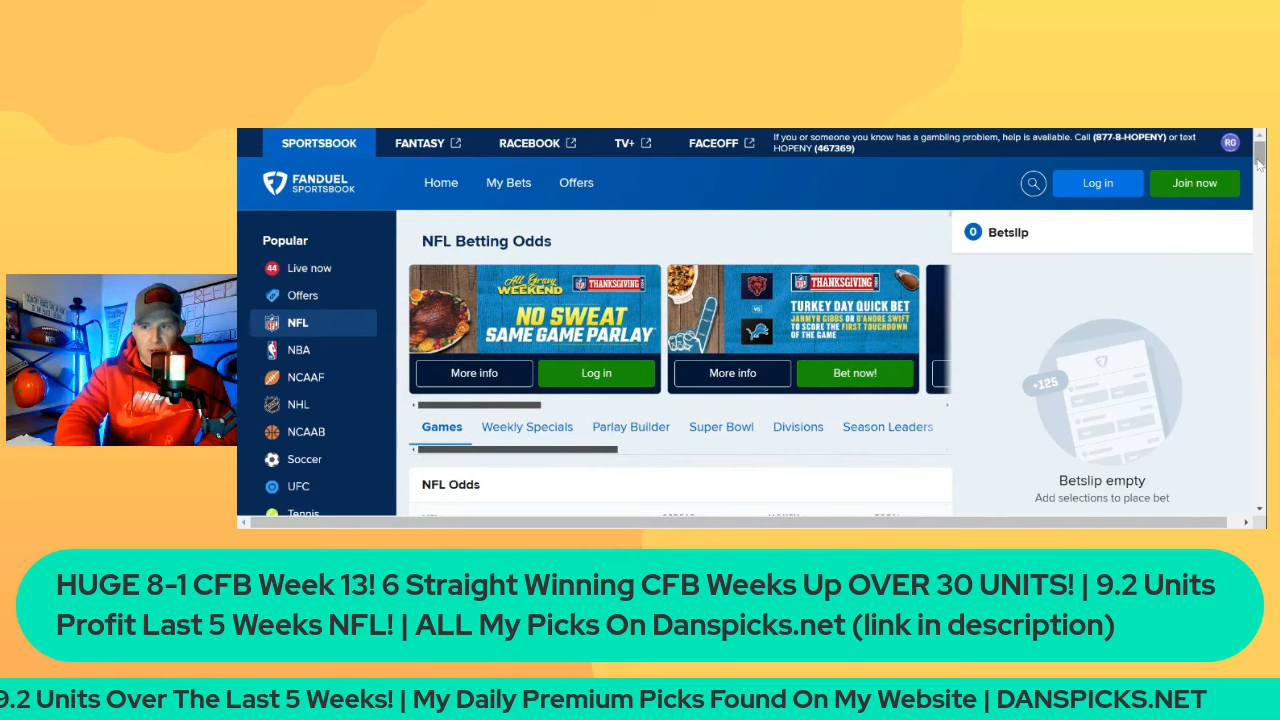 SPORTSBOOK
FANTASY
RACEBOOK
TV+
FACEOFF
If you or someone you know has a gambling problem, help is available. Call (877-8-HOPENY) or text
HOPENY (467369)
RG
FANDUEL
SPORTSBOOK
Home
My Bets
Offers
Log in
Join now
Popular
44 Live now
Offers
NFL
NBA
NCAAF
NHL
NCAAB
Soccer
UFC
Tennis
NFL Betting Odds
All Gravy
WEEKEND
THANKSGIVING
NO SWEAT
SAME GAME PARLAY
More info
Log in
THANKSGIVING
VS
TURKEY DAY QUICK BET
JAHMYR GIBBS OR D'ANDRE SWIFT
TO SCORE THE FIRST TOUCHDOWN
OF THE GAME
More info
Bet now!
Games
Weekly Specials
Parlay Builder
Super Bowl
Divisions
Season Leaders
NFL Odds
0 Betslip
+125
Betslip empty
Add selections to place bet
HUGE 8-1 CFB Week 13! 6 Straight Winning CFB Weeks Up OVER 30 UNITS! | 9.2 Units
Profit Last 5 Weeks NFL! | ALL My Picks On Danspicks.net (link in description)
9.2 Units Over The Last 5 Weeks! | My Daily Premium Picks Found On My Website | DANSPICKS.NET